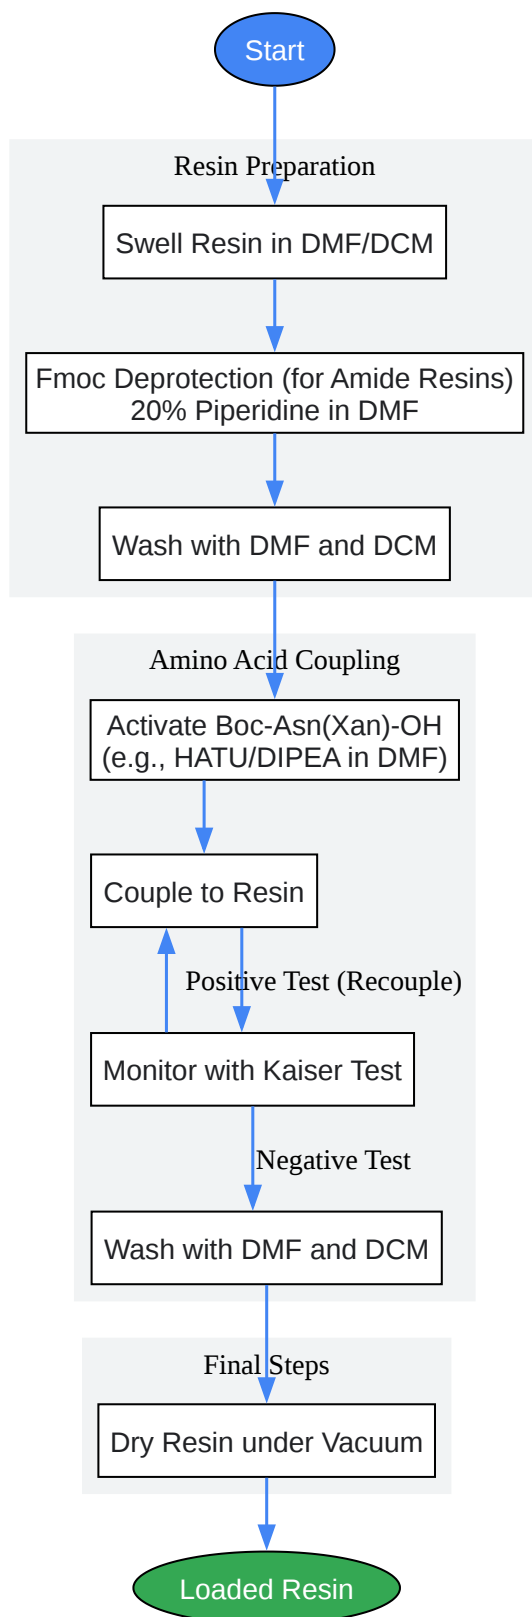 Start
Resin Preparation
Swell Resin in DMF/DCM
Fmoc Deprotection (for Amide Resins)
20% Piperidine in DMF
Wash with DMF and DCM
Amino Acid Coupling
Activate Boc-Asn(Xan)-OH
(e.g., HATU/DIPEA in DMF)
Couple to Resin
Positive Test (Recouple)
Monitor with Kaiser Test
Negative Test
Wash with DMF and DCM
Final Steps
Dry Resin under Vacuum
Loaded Resin